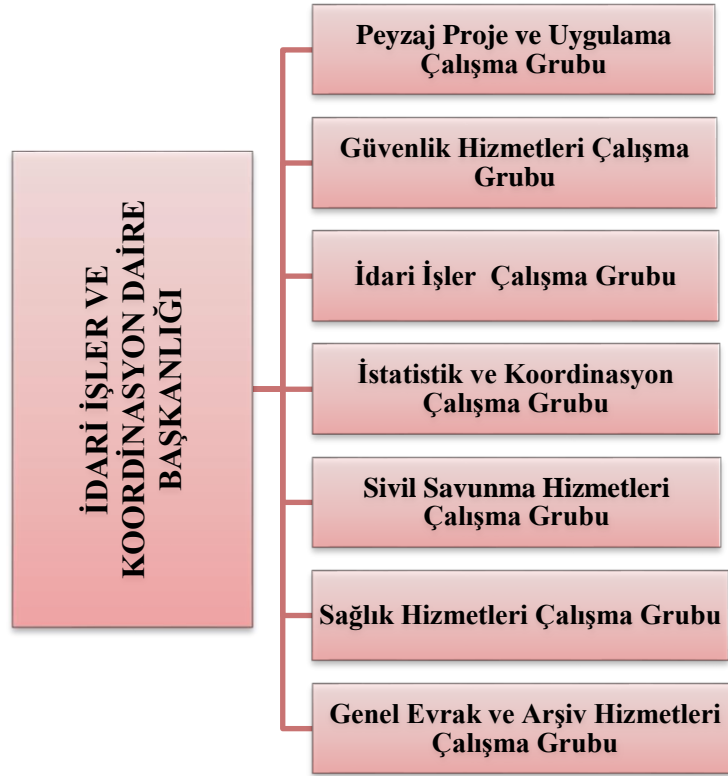 İDARİ İŞLER VE
KOORDİNASYON DAİRE
BAŞKANLIĞI
Peyzaj Proje ve Uygulama
Çalışma Grubu
Güvenlik Hizmetleri Çalışma
Grubu
İdari İşler Çalışma Grubu
İstatistik ve Koordinasyon
Çalışma Grubu
Sivil Savunma Hizmetleri
Çalışma Grubu
Sağlık Hizmetleri Çalışma Grubu
Genel Evrak ve Arşiv Hizmetleri
Çalışma Grubu